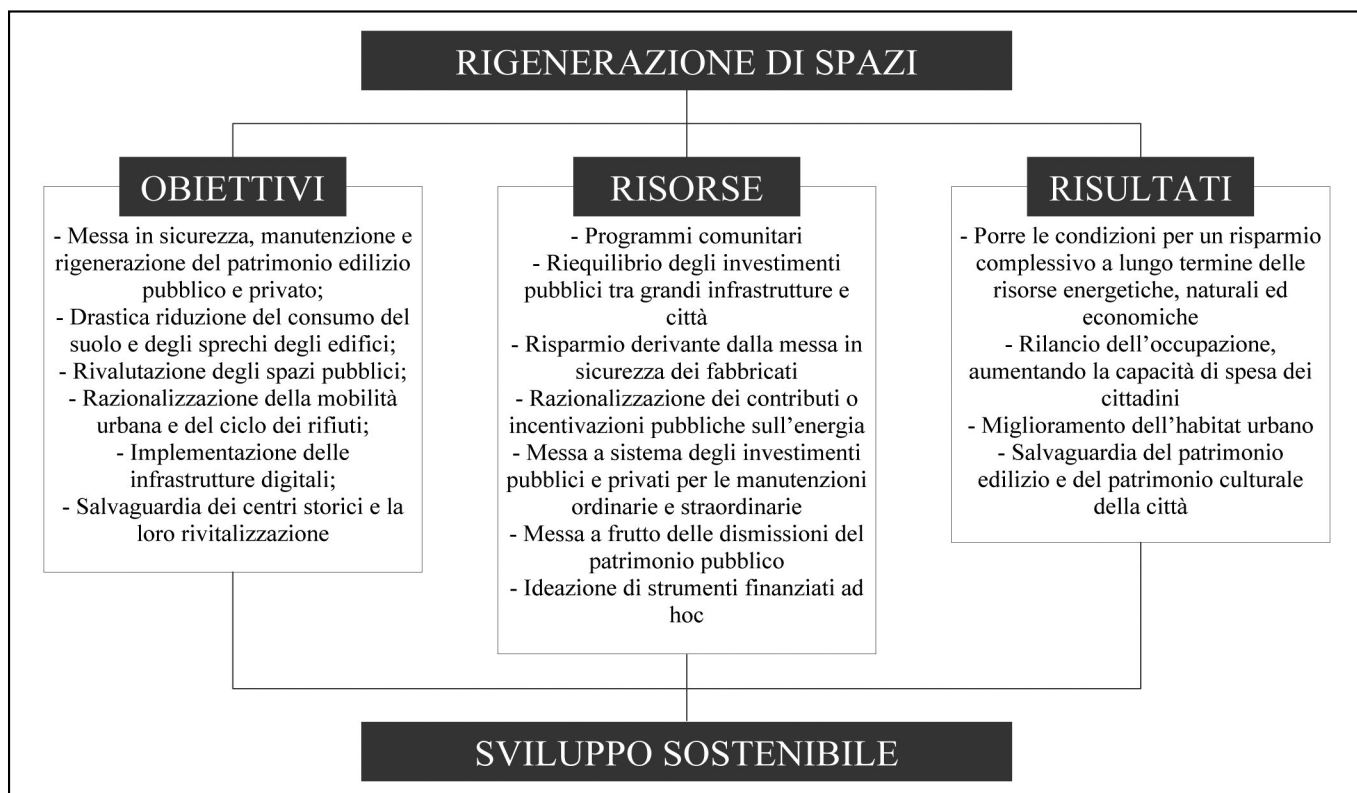 RIGENERAZIONE DI SPAZI
OBIETTIVI
- Messa in sicurezza, manutenzione e
rigenerazione del patrimonio edilizio
pubblico e privato;
- Drastica riduzione del consumo del
suolo e degli sprechi degli edifici;
- Rivalutazione degli spazi pubblici;
- Razionalizzazione della mobilità
urbana e del ciclo dei rifiuti;
- Implementazione delle
infrastrutture digitali;
- Salvaguardia dei centri storici e la
loro rivitalizzazione
RISORSE
- Programmi comunitari
- Riequilibrio degli investimenti
pubblici tra grandi infrastrutture e
città
- Risparmio derivante dalla messa in
sicurezza dei fabbricati
- Razionalizzazione dei contributi o
incentivazioni pubbliche sull’energia
- Messa a sistema degli investimenti
pubblici e privati per le manutenzioni
ordinarie e straordinarie
- Messa a frutto delle dismissioni del
patrimonio pubblico
- Ideazione di strumenti finanziati ad
hoc
RISULTATI
- Porre le condizioni per un risparmio
complessivo a lungo termine delle
risorse energetiche, naturali ed
economiche
- Rilancio dell’occupazione,
aumentando la capacità di spesa dei
cittadini
- Miglioramento dell’habitat urbano
- Salvaguardia del patrimonio
edilizio e del patrimonio culturale
della città
SVILUPPO SOSTENIBILE